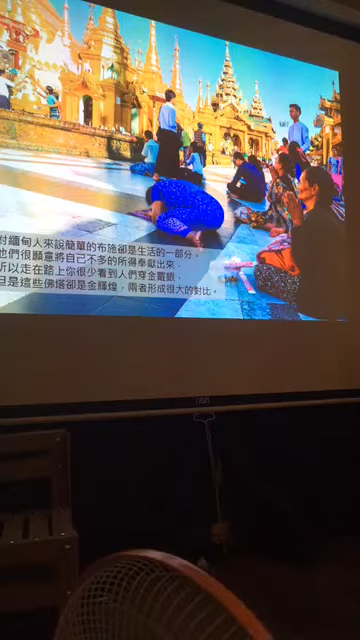 對緬甸人來說簡單的布施卻是生活的一部分。
他們很願意將自己不多的所得奉獻出來，
所以走在路上你很少看到人們穿金戴銀，
但是這些佛塔卻是金輝煌，兩者形成很大的對比。